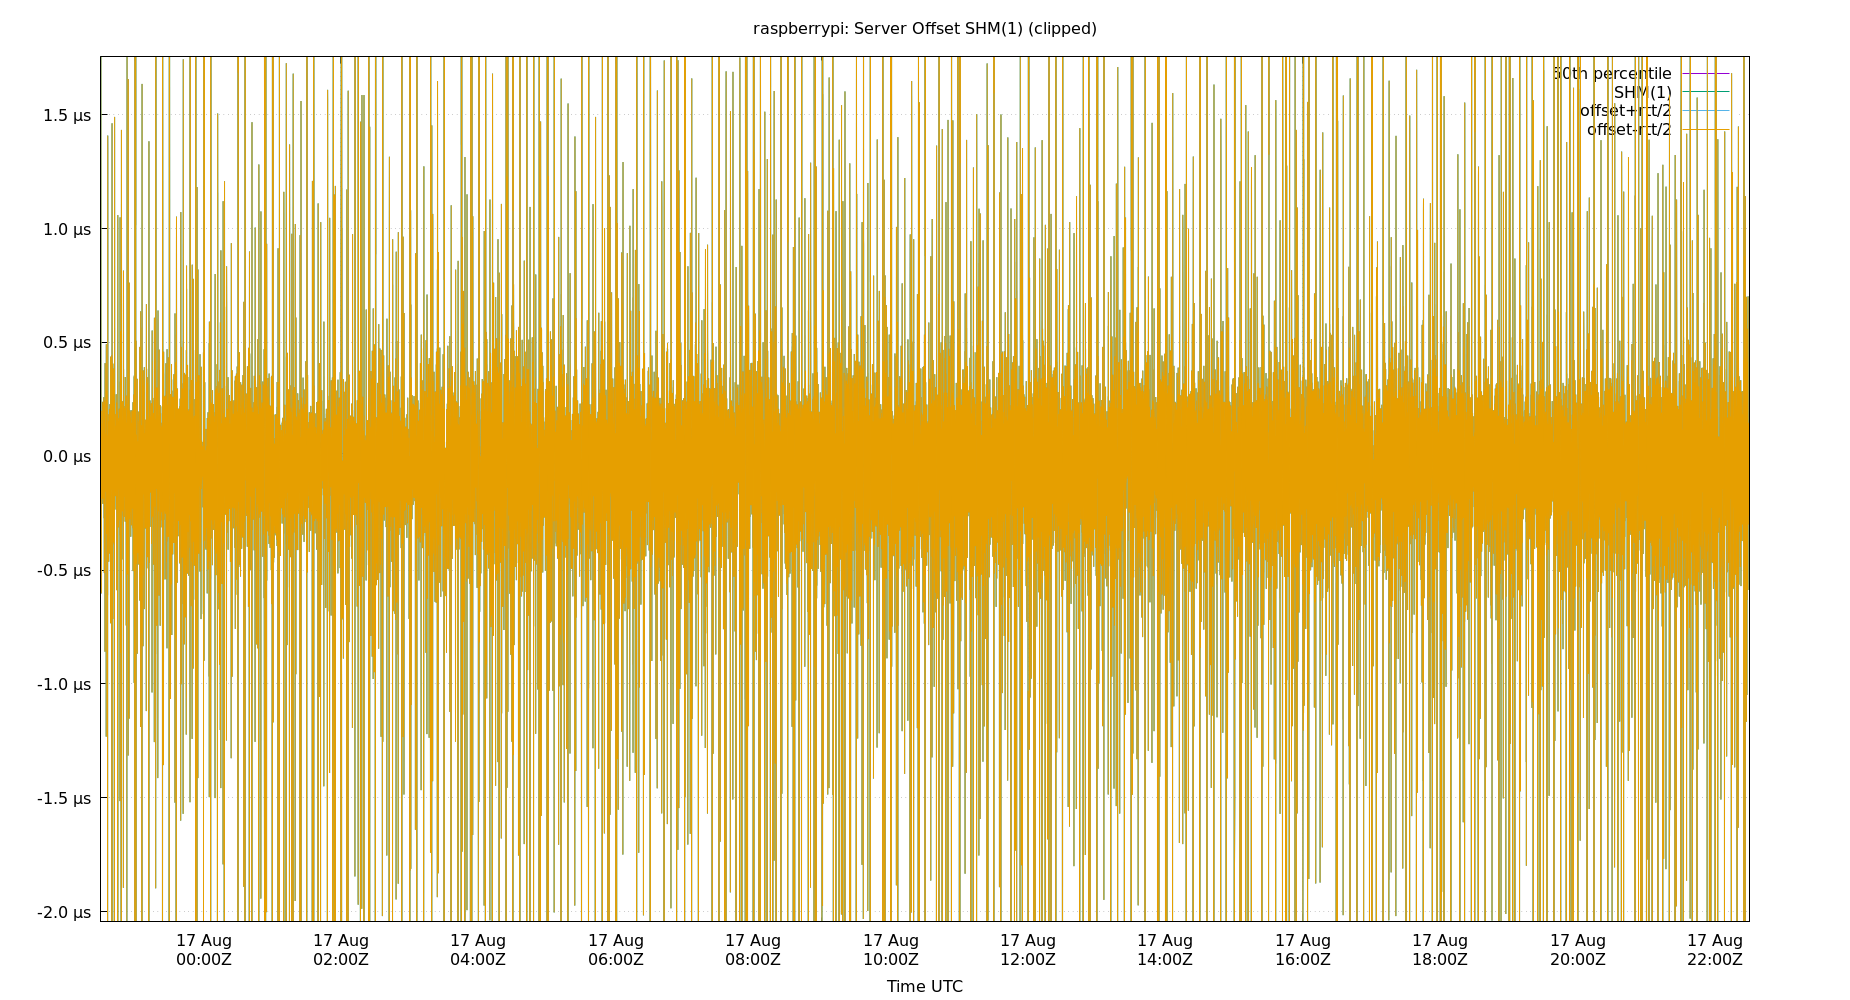 raspberrypi: Server Offset SHM(1) (clipped)
50th percentile
SHM(1)
offset+rtt/2
offset-rtt/2
1.5 µs
1.0 µs
0.5 µs
0.0 µs
-0.5 µs
-1.0 µs
-1.5 µs
-2.0 µs
17 Aug 17 Aug 17 Aug 17 Aug 17 Aug 17 Aug 17 Aug 17 Aug 17 Aug 17 Aug 17 Aug 17 Aug
00:00Z 02:00Z 04:00Z 06:00Z 08:00Z 10:00Z 12:00Z 14:00Z 16:00Z 18:00Z 20:00Z 22:00Z
Time UTC